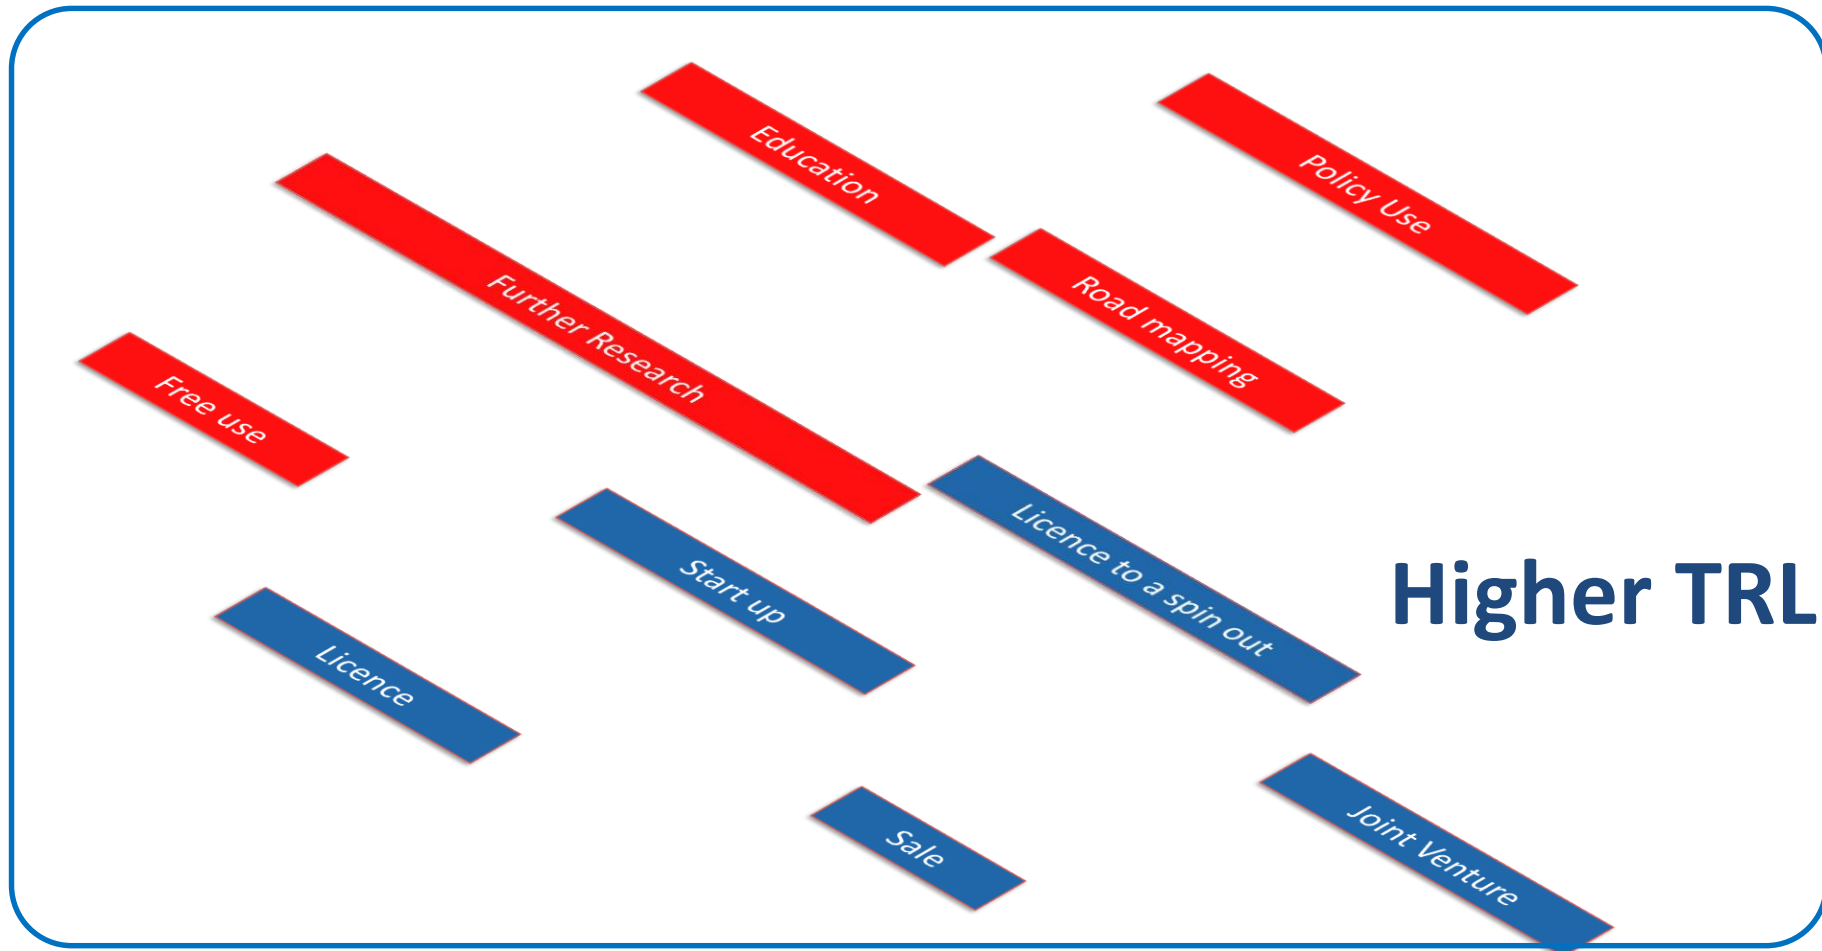 Education
Policy Use
Further Research
Road mapping
Free use
Start up
Licence to a spin out
Higher TRL
Licence
Sale
Joint Venture